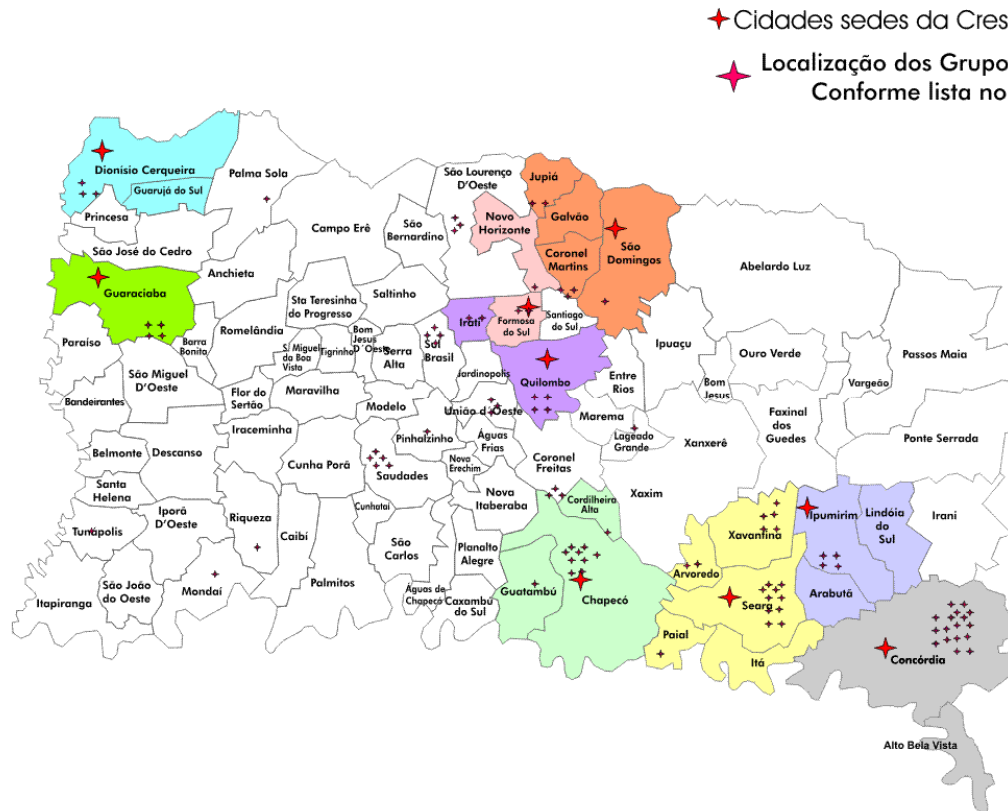 Cidades sedes da Cres
Localização dos Grupo
Conforme lista no
Dionísio Cerqueira
Guarujá do Sul
Palma Sola
Princesa
São José do Cedro
Guaraciaba
Anchieta
Campo Erê
São
Bernardino
São Lourenço
D'Oeste
Jupiá
Novo
Horizonte
Galvão
Coronel
Martins
São
Domingos
Abelardo Luz
Paraíso
Barra
Bonita
Romelândia
Sta Teresinha
do Progresso
Saltinho
S. Miguel
da Boa
Vista
Tigrinho
Bom
Jesus
D´Oeste
Serra
Alta
Sul
Brasil
Irati
Formosa
do Sul
Santiago
do Sul
Jardinopolis
Quilombo
Ipuaçu
Entre
Rios
Bom
Jesus
Ouro Verde
Vargeão
Passos Maia
São Miguel
D'Oeste
Bandeirantes
Flor do
Sertão
Maravilha
Modelo
União d´Oeste
Marema
Lageado
Grande
Xanxerê
Faxinal
dos
Guedes
Ponte Serrada
Iraceminha
Belmonte
Descanso
Cunha Porã
Pinhalzinho
Águas
Frias
Nova
Erechim
Saudades
Coronel
Freitas
Xaxim
Santa
Helena
Iporã
D'Oeste
Tunápolis
Riqueza
Caibí
Cunhataí
Nova
Itaberaba
Cordilheira
Alta
São
Carlos
Planalto
Alegre
Xavantina
Ipumirim
Lindóia
do
Sul
Irani
Itapiranga
São João
do Oeste
Mondaí
Palmitos
Águas de
Chapecó
Caxambú
do Sul
Guatambú
Chapecó
Arvoredo
Seara
Arabutã
Paial
Itá
Concórdia
Alto Bela Vista